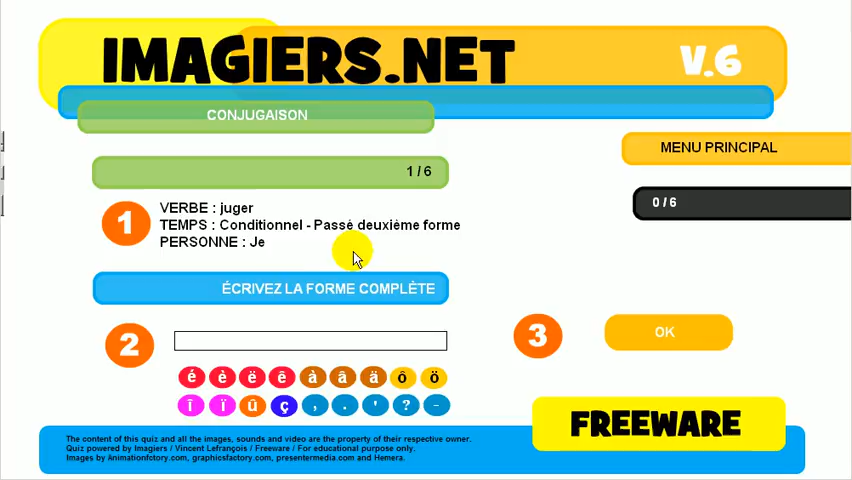 IMAGIERS.NET
V.6
CONJUGAISON
MENU PRINCIPAL
1 / 6
0 / 6
1
VERBE : juger
TEMPS : Conditionnel - Passé deuxième forme
PERSONNE : Je
ÉCRIVEZ LA FORME COMPLÈTE
2
3
OK
é è ë ê à â ä ô ö
î ï û ç , . ' ? -
FREEWARE
The content of this quiz and all the images, sounds and video are the property of their respective owner.
Quiz powered by Imagiers / Vincent Lefrançois / Freeware / For educational purpose only.
Images by Animationfctory.com, graphicsfactory.com, presentermedia.com and Hemera.